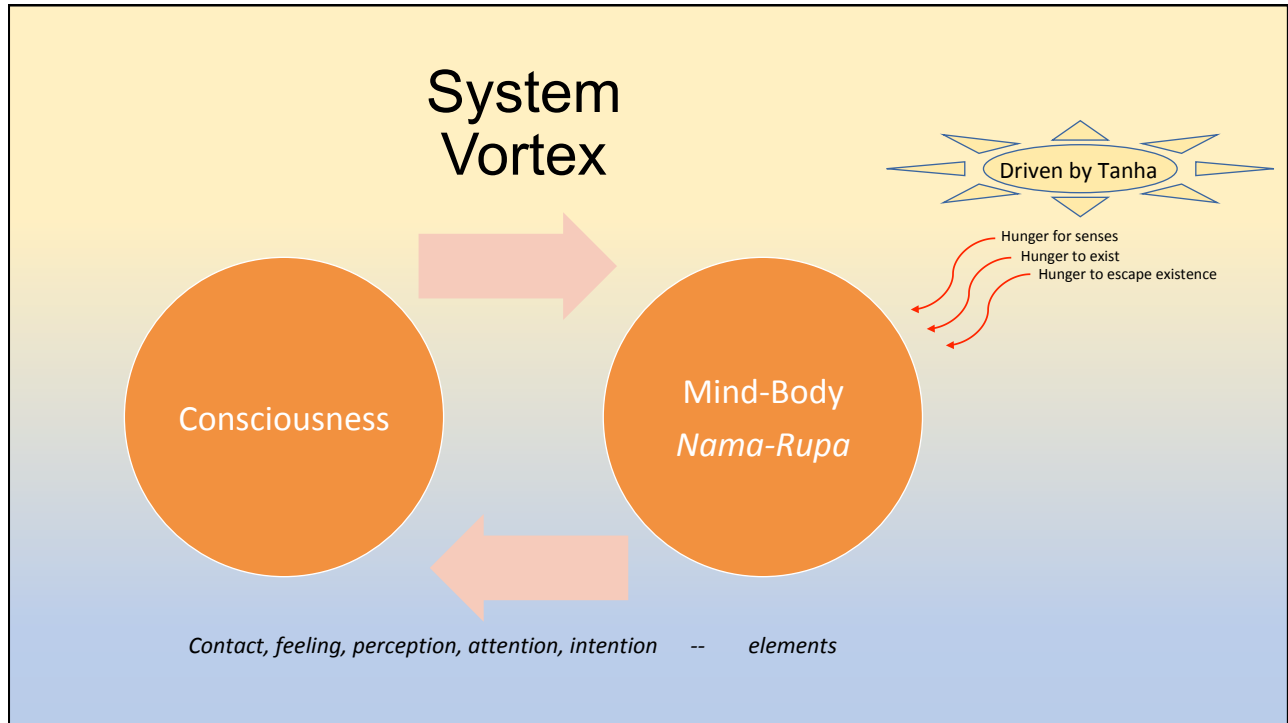 System
Vortex
Driven by Tanha
Hunger for senses
Hunger to exist
Hunger to escape existence
Consciousness
Mind-Body
Nama-Rupa
Contact, feeling, perception, attention, intention -- elements